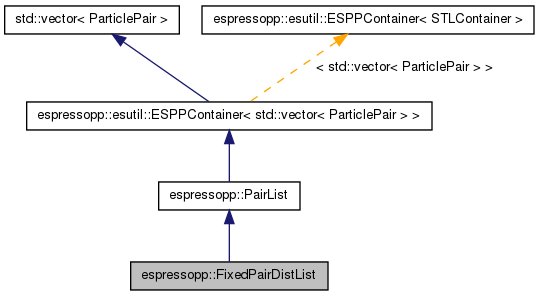 std::vector< ParticlePair >
espressopp::esutil::ESPPContainer< STLContainer >
< std::vector< ParticlePair > >
espressopp::esutil::ESPPContainer< std::vector< ParticlePair > >
espressopp::PairList
espressopp::FixedPairDistList